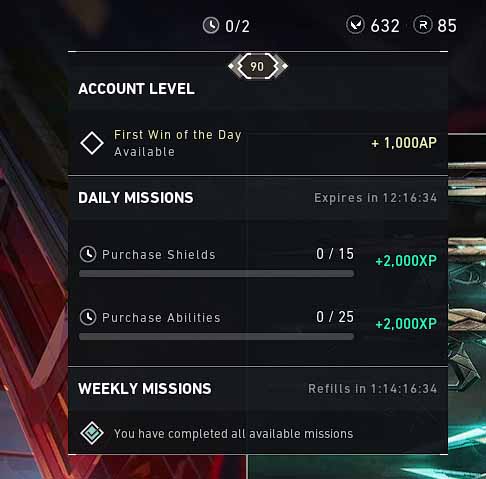 0/2
632
85
90
ACCOUNT LEVEL
First Win of the Day
Available
+ 1,000AP
DAILY MISSIONS
Expires in 12:16:34
Purchase Shields
0 / 15
+2,000XP
Purchase Abilities
0 / 25
+2,000XP
WEEKLY MISSIONS
Refills in 1:14:16:34
You have completed all available missions